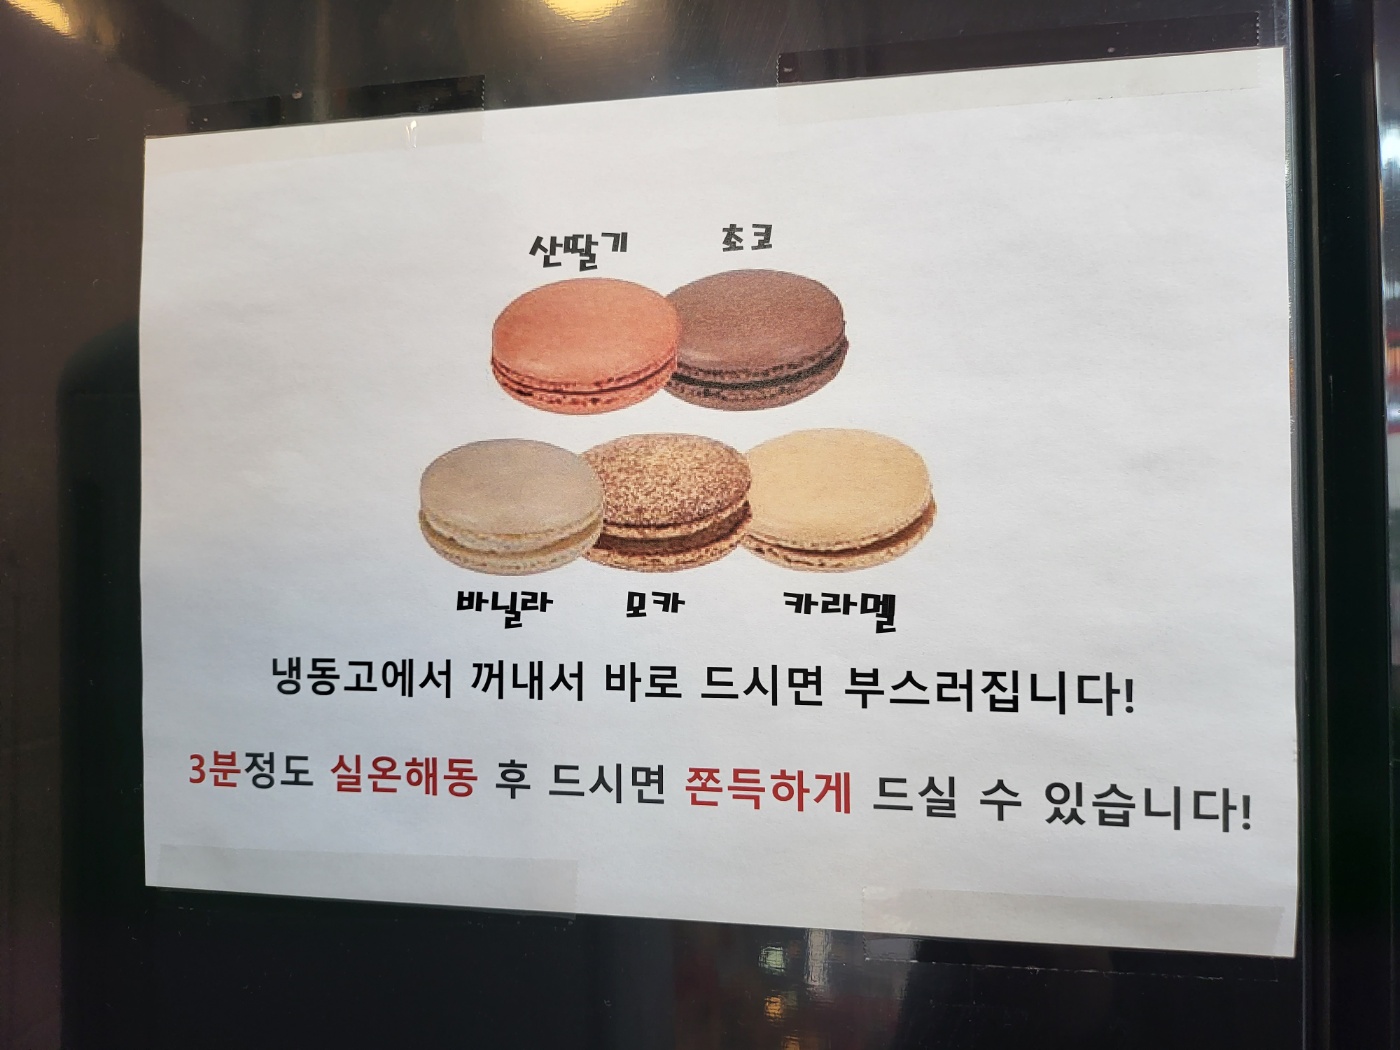 산딸기 초코
바닐라 모카 카라멜
냉동고에서 꺼내서 바로 드시면 부스러집니다!
3분정도 실온해동 후 드시면 쫀득하게 드실 수 있습니다!